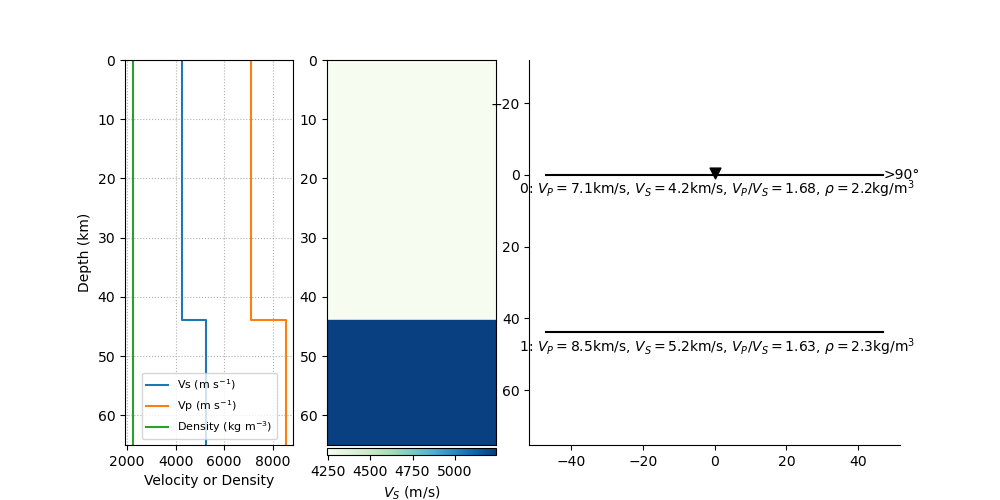 0
10
20
30
40
50
60
Depth (km)
Vs (m s⁻¹)
Vp (m s⁻¹)
Density (kg m⁻³)
2000 4000 6000 8000
Velocity or Density
0
10
20
30
40
50
60
4250 4500 4750 5000
V_S (m/s)
−20
0
20
40
60
>90°
0: V_P = 7.1km/s, V_S = 4.2km/s, V_P/V_S = 1.68, ρ = 2.2kg/m³
1: V_P = 8.5km/s, V_S = 5.2km/s, V_P/V_S = 1.63, ρ = 2.3kg/m³
−40 −20 0 20 40